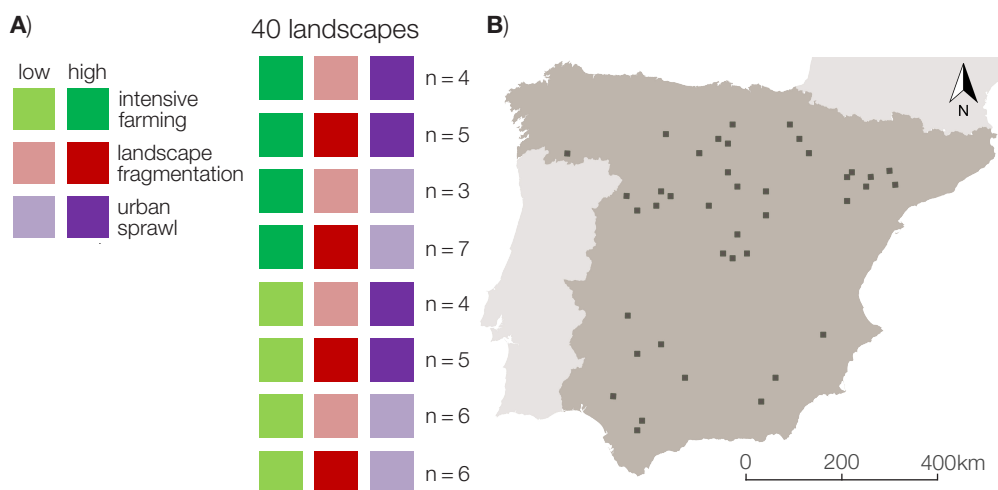 A)
40 landscapes
B)
low high
intensive
farming
landscape
fragmentation
urban
sprawl
n = 4
n = 5
n = 3
n = 7
n = 4
n = 5
n = 6
n = 6
N
0 200 400km